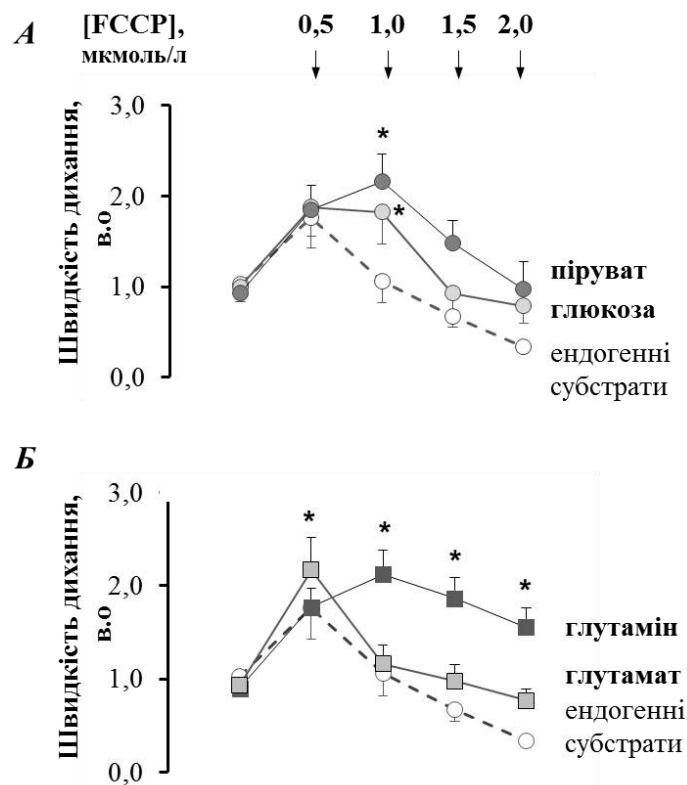 А
[FCCP], 0,5 1,0 1,5 2,0
мкмоль/л
Швидкість дихання,
в.о
3,0
2,0
1,0
0,0
*
*
піруват
глюкоза
ендогенні
субстрати
Б
Швидкість дихання,
в.о
3,0
2,0
1,0
0,0
* * * *
глутамін
глутамат
ендогенні
субстрати